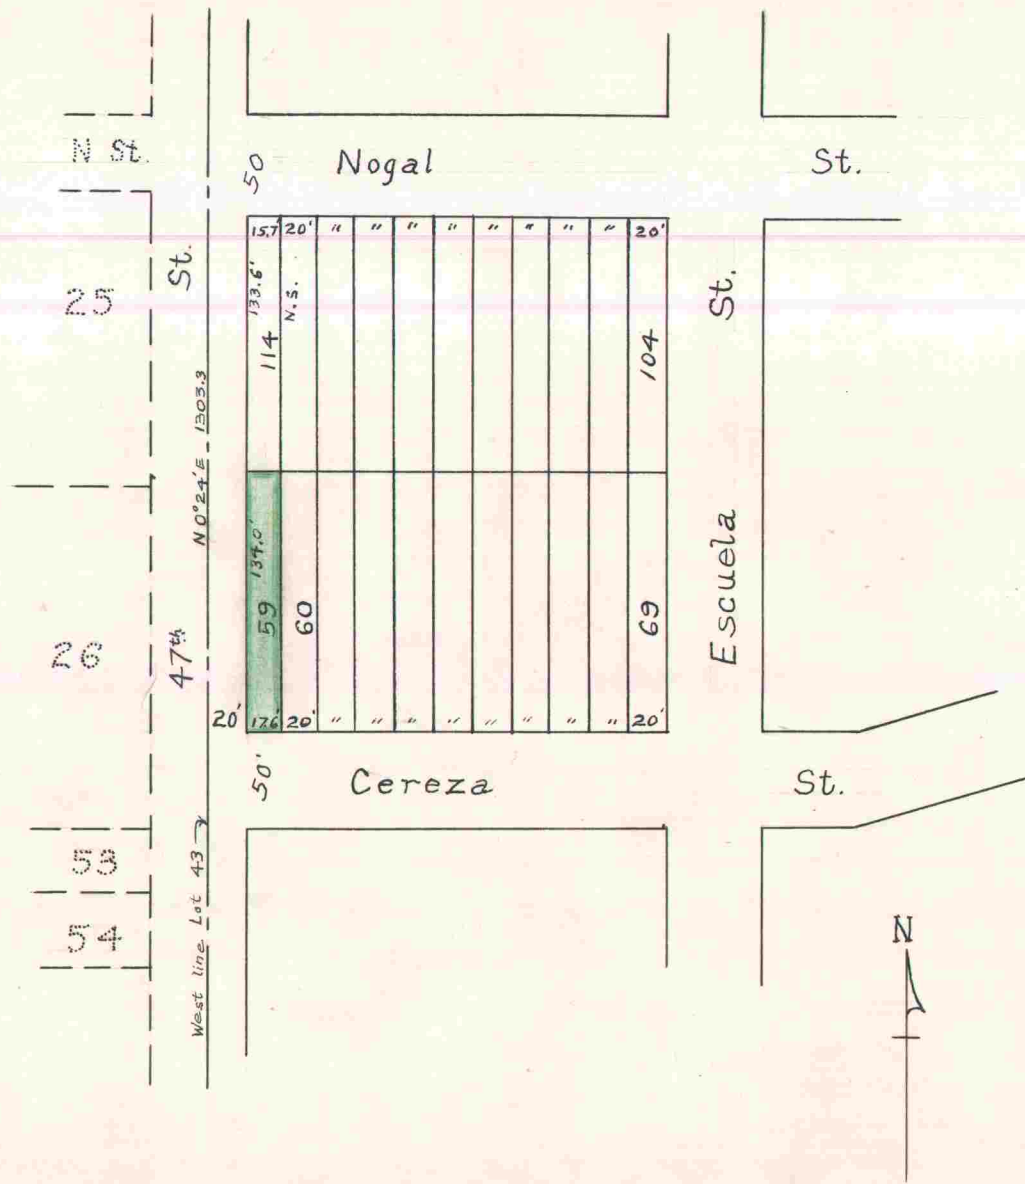 N St.
50
Nogal
St.
15.7 20' " " " " " " " " 20'
133.6'
N.S.
25
St.
114
104
St.
N 0° 24' E - 1303.3
134.0'
59
60
69
26
47th
Escuela
20' 17.6' 20' " " " " " " " " 20'
50'
Cereza
St.
53
West line Lot 43
54
N